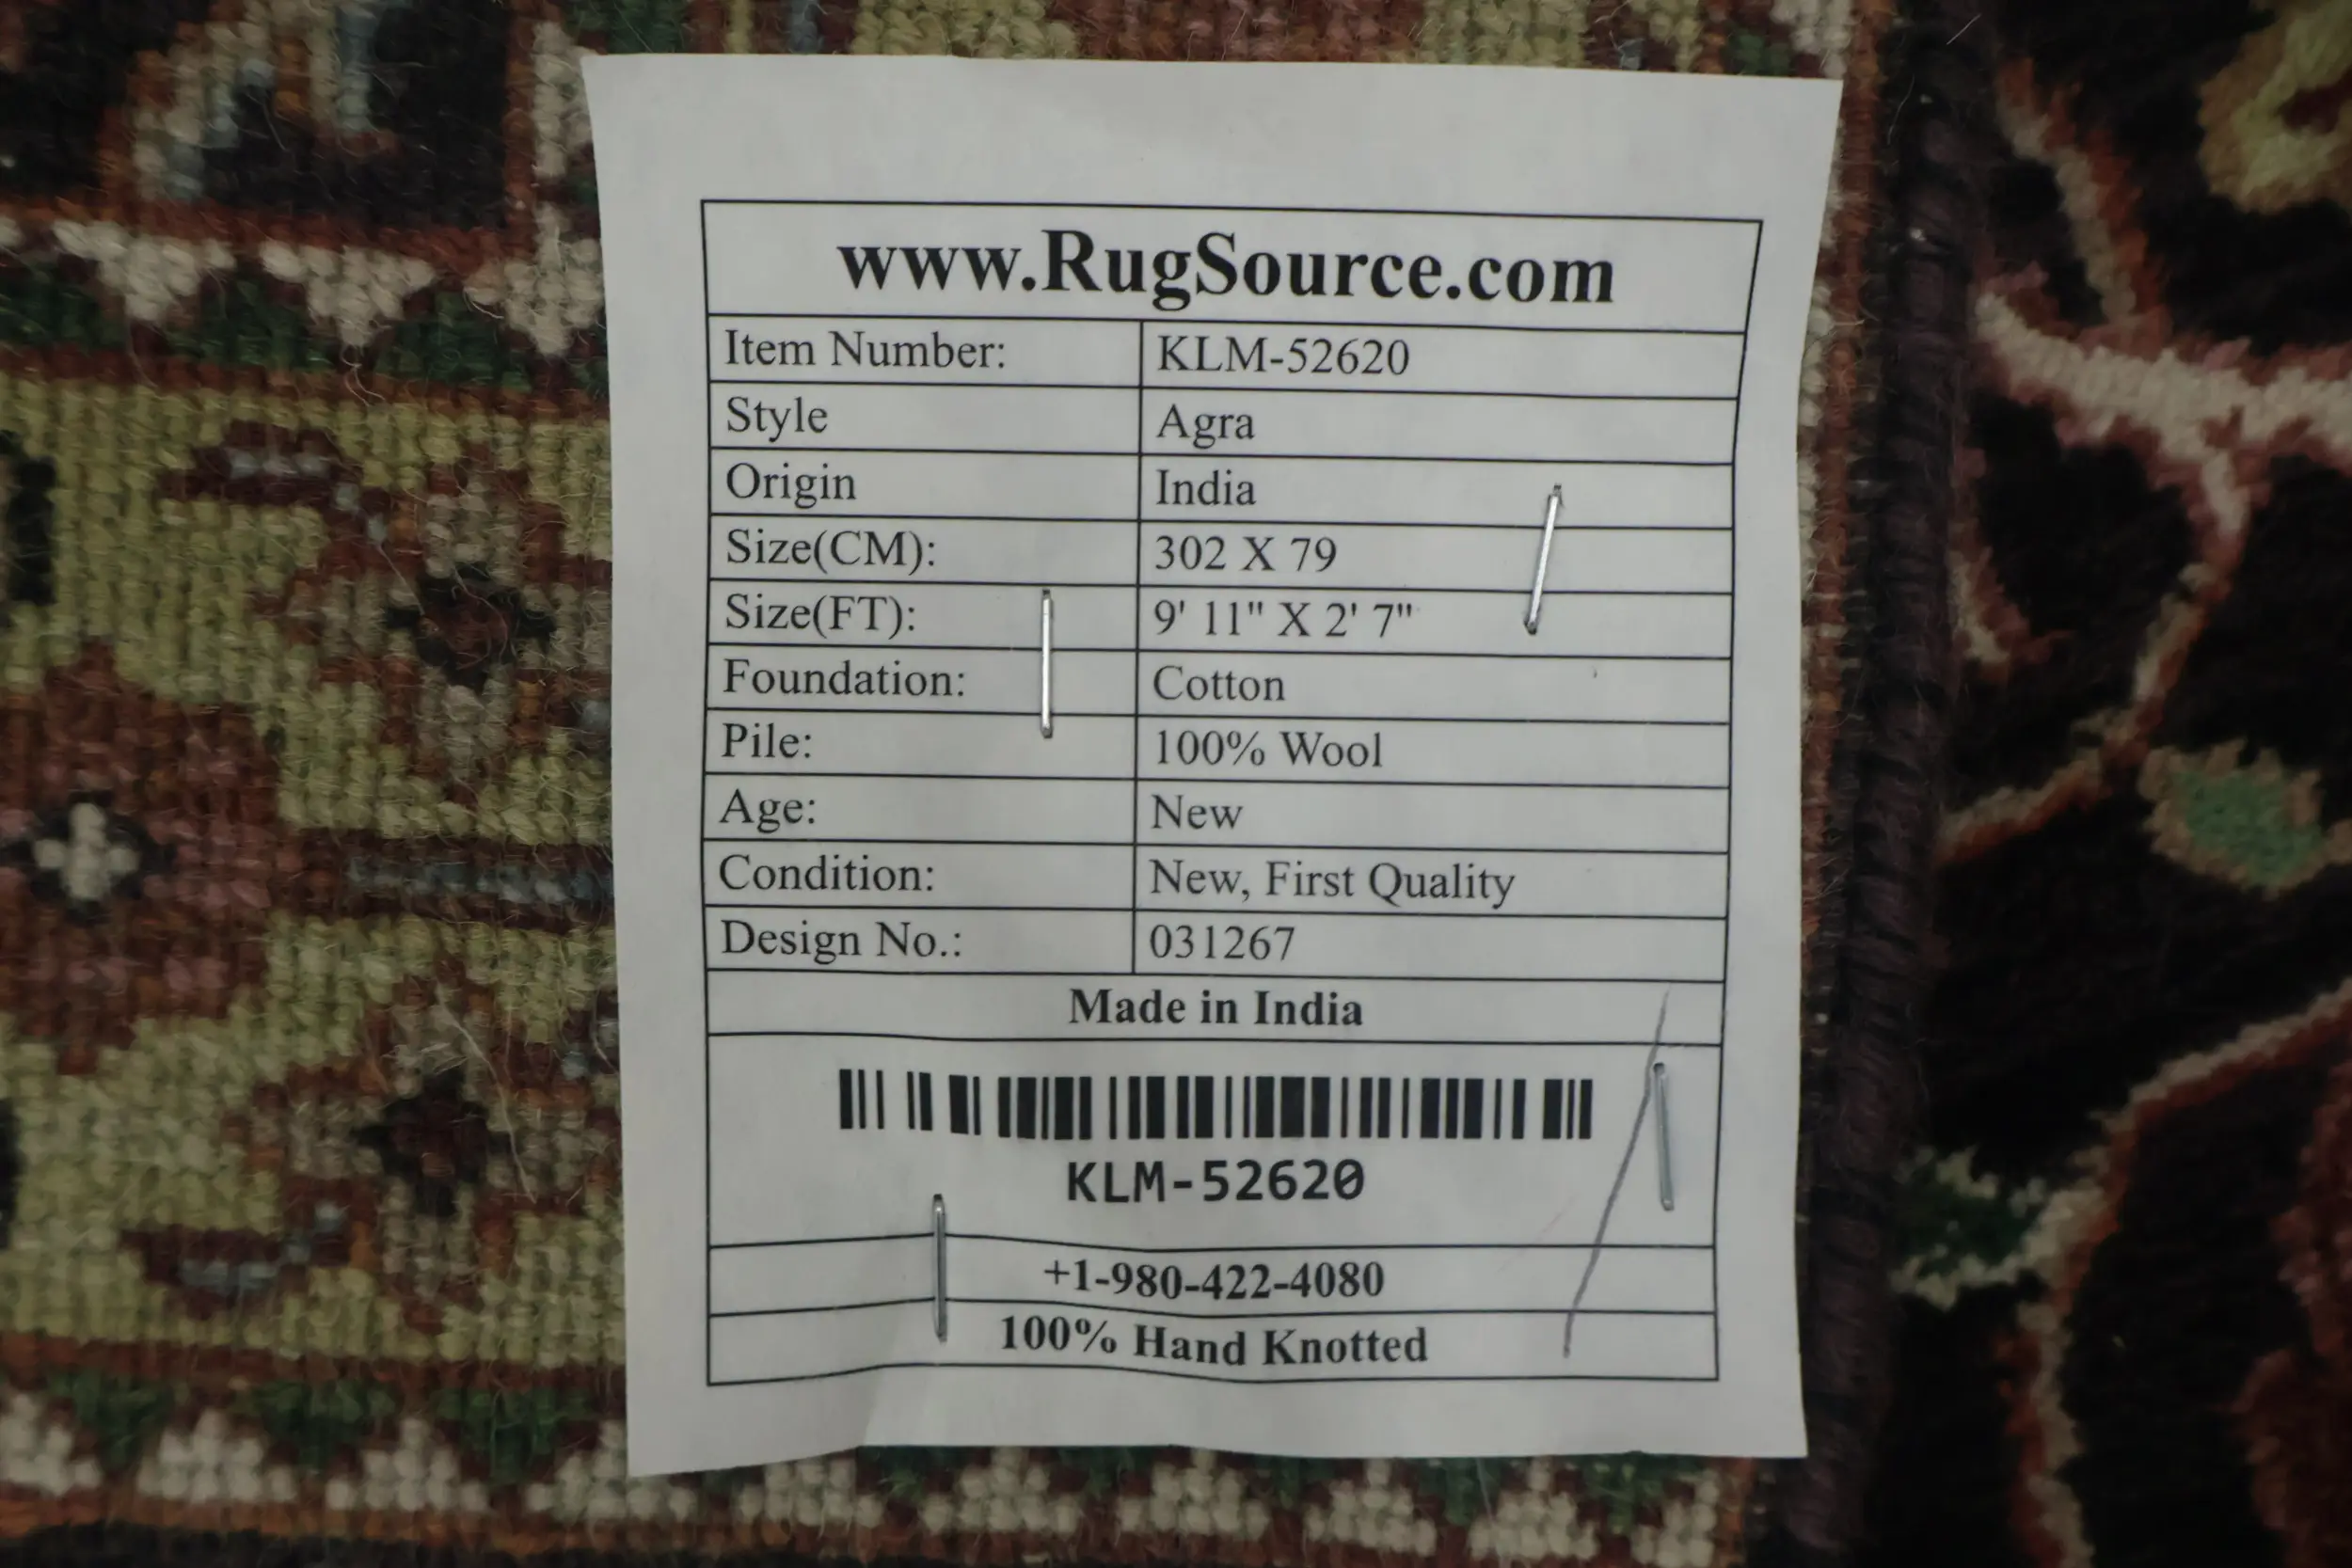 www.RugSource.com
Item Number: KLM-52620
Style Agra
Origin India
Size(CM): 302 X 79
Size(FT): 9' 11" X 2' 7"
Foundation: Cotton
Pile: 100% Wool
Age: New
Condition: New, First Quality
Design No.: 031267
Made in India
KLM-52620
+1-980-422-4080
100% Hand Knotted